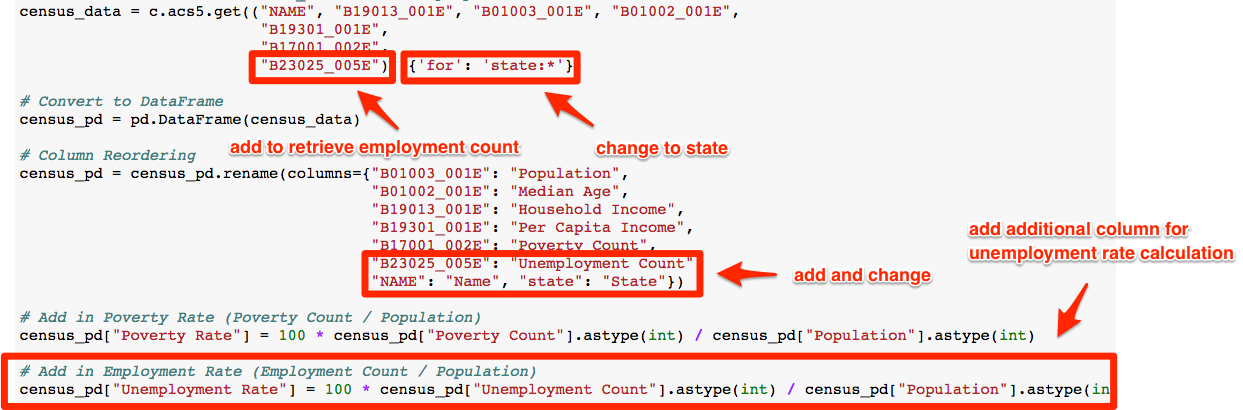 census_data = c.acs5.get(("NAME", "B19013_001E", "B01003_001E", "B01002_001E",
"B19301_001E",
"B17001_002E",
"B23025_005E") {'for': 'state:*'}
# Convert to DataFrame
census_pd = pd.DataFrame(census_data)
add to retrieve employment count
change to state
# Column Reordering
census_pd = census_pd.rename(columns={"B01003_001E": "Population",
"B01002_001E": "Median Age",
"B19013_001E": "Household Income",
"B19301_001E": "Per Capita Income",
"B17001_002E": "Poverty Count",
"B23025_005E": "Unemployment Count"
"NAME": "Name", "state": "State"})
add and change
add additional column for
unemployment rate calculation
# Add in Poverty Rate (Poverty Count / Population)
census_pd["Poverty Rate"] = 100 * census_pd["Poverty Count"].astype(int) / census_pd["Population"].astype(int)
# Add in Employment Rate (Employment Count / Population)
census_pd["Unemployment Rate"] = 100 * census_pd["Unemployment Count"].astype(int) / census_pd["Population"].astype(in